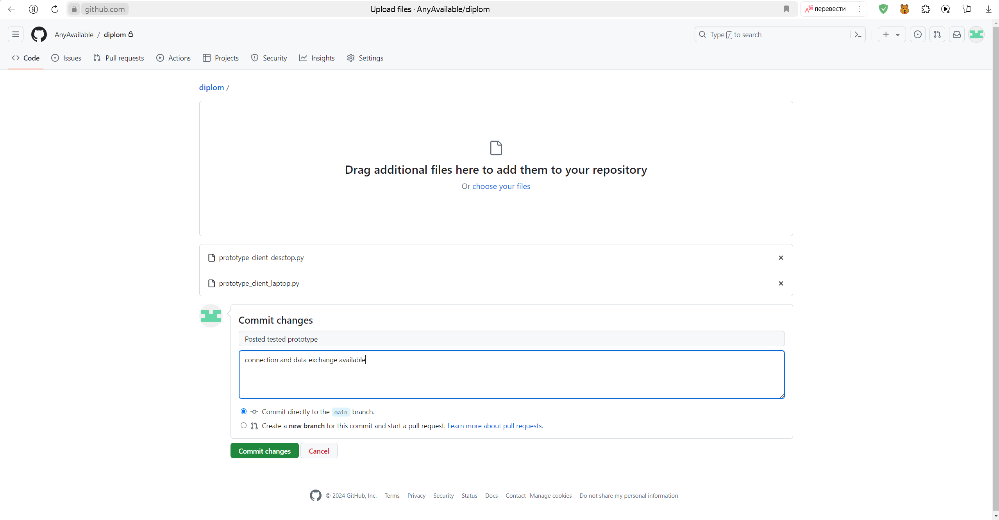 github.com
Upload files · AnyAvailable/diplom
перевести
AnyAvailable / diplom
Type / to search
Code Issues Pull requests Actions Projects Security Insights Settings
diplom /
Drag additional files here to add them to your repository
Or choose your files
prototype_client_desctop.py
prototype_client_laptop.py
Commit changes
Posted tested prototype
connection and data exchange available
Commit directly to the main branch.
Create a new branch for this commit and start a pull request. Learn more about pull requests.
Commit changes Cancel
© 2024 GitHub, Inc. Terms Privacy Security Status Docs Contact Manage cookies Do not share my personal information